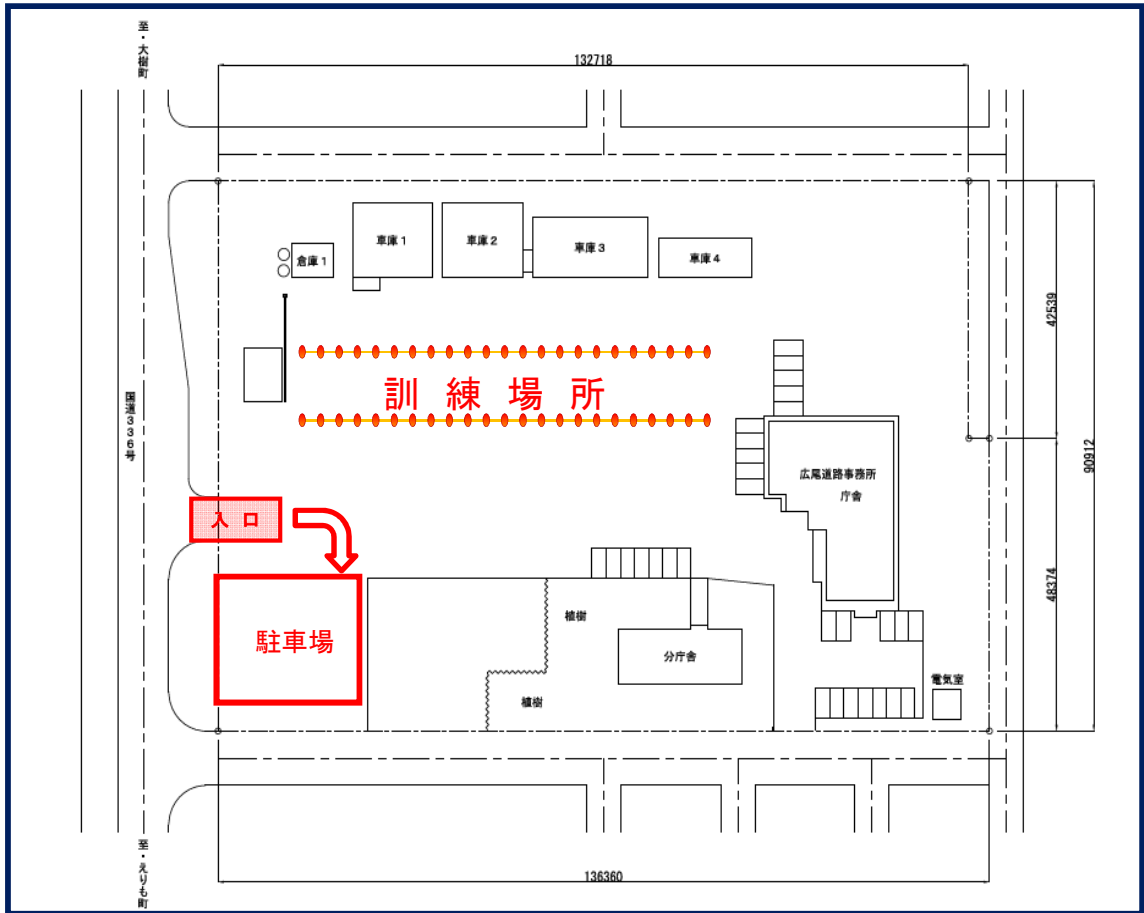 至・大樹町
132718
車庫1
車庫2
車庫3
車庫4
倉庫1
42539
訓練場所
国道336号
90912
広尾道路事務所
庁舎
入口
48374
植樹
駐車場
分庁舎
電気室
植樹
至・えりも町
136360